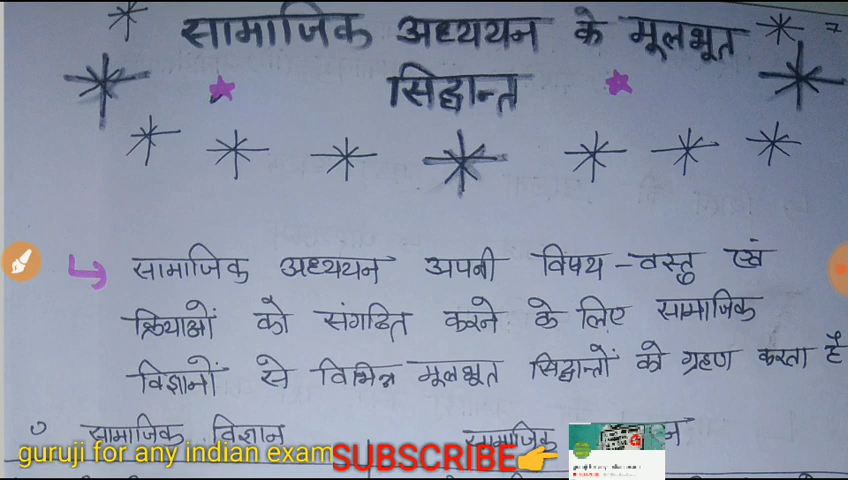 सामाजिक अध्ययन के मूलभूत
सिद्धान्त
सामाजिक अध्ययन अपनी विषय-वस्तु एवं
क्रियाओं को संगठित करने के लिए सामाजिक
विज्ञानों से विभिन्न मूलभूत सिद्धान्तों को ग्रहण करता है
सामाजिक विज्ञान सामाजिक
guruji for any indian exam SUBSCRIBE